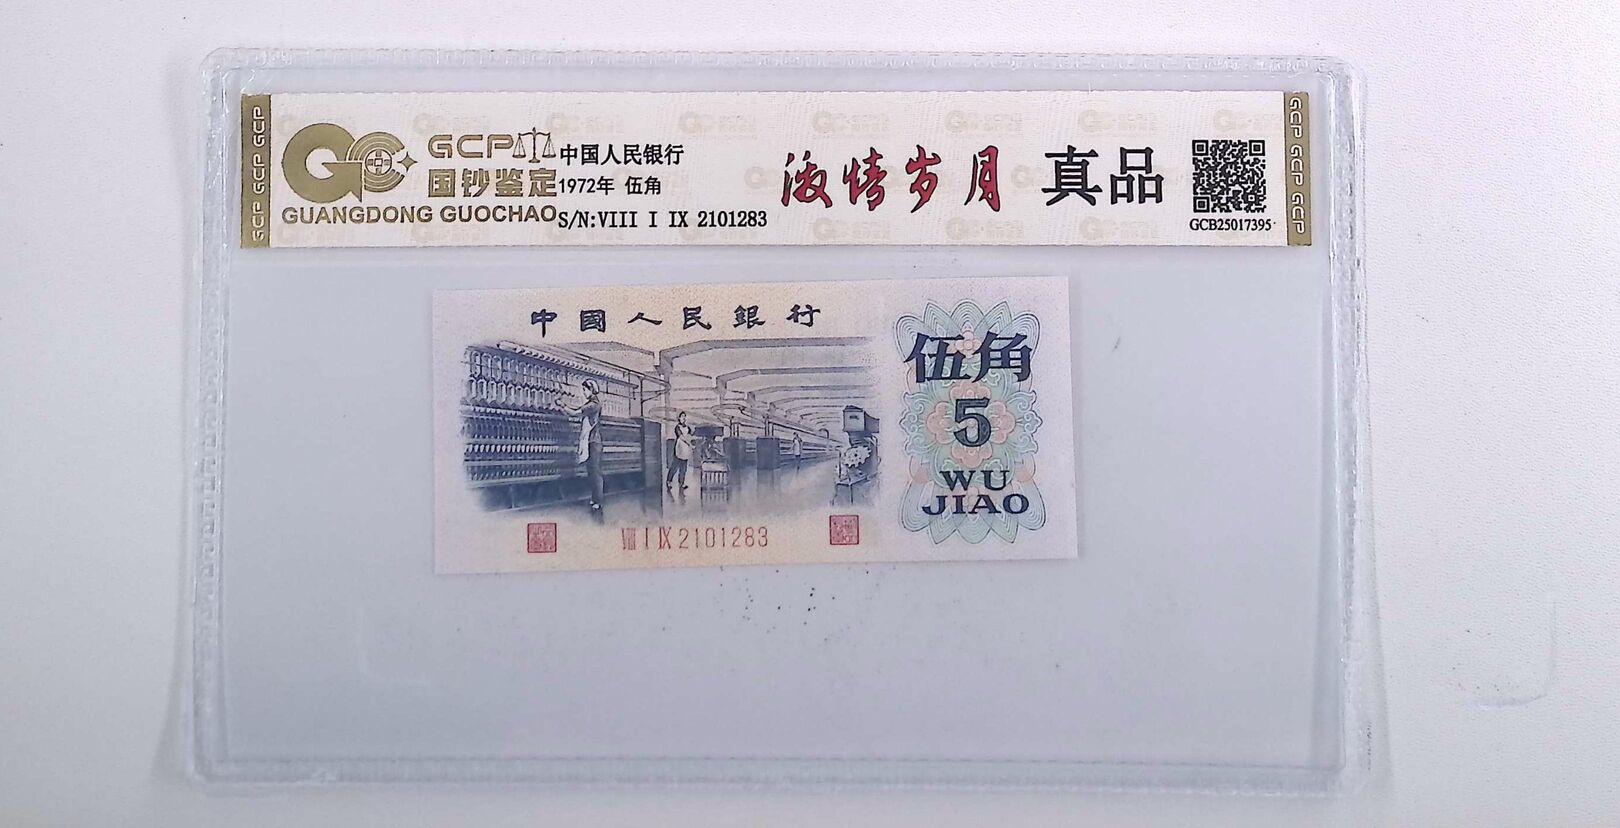 GCP GCP GCP
GCP
国钞鉴定
GUANGDONG GUOCHAO
中国人民银行
1972年 伍角
S/N:VIII I IX 2101283
激情岁月
真品
GCB25017395
GCP GCP GCP
中國人民銀行
伍角
5
WU
JIAO
VIII I IX 2101283